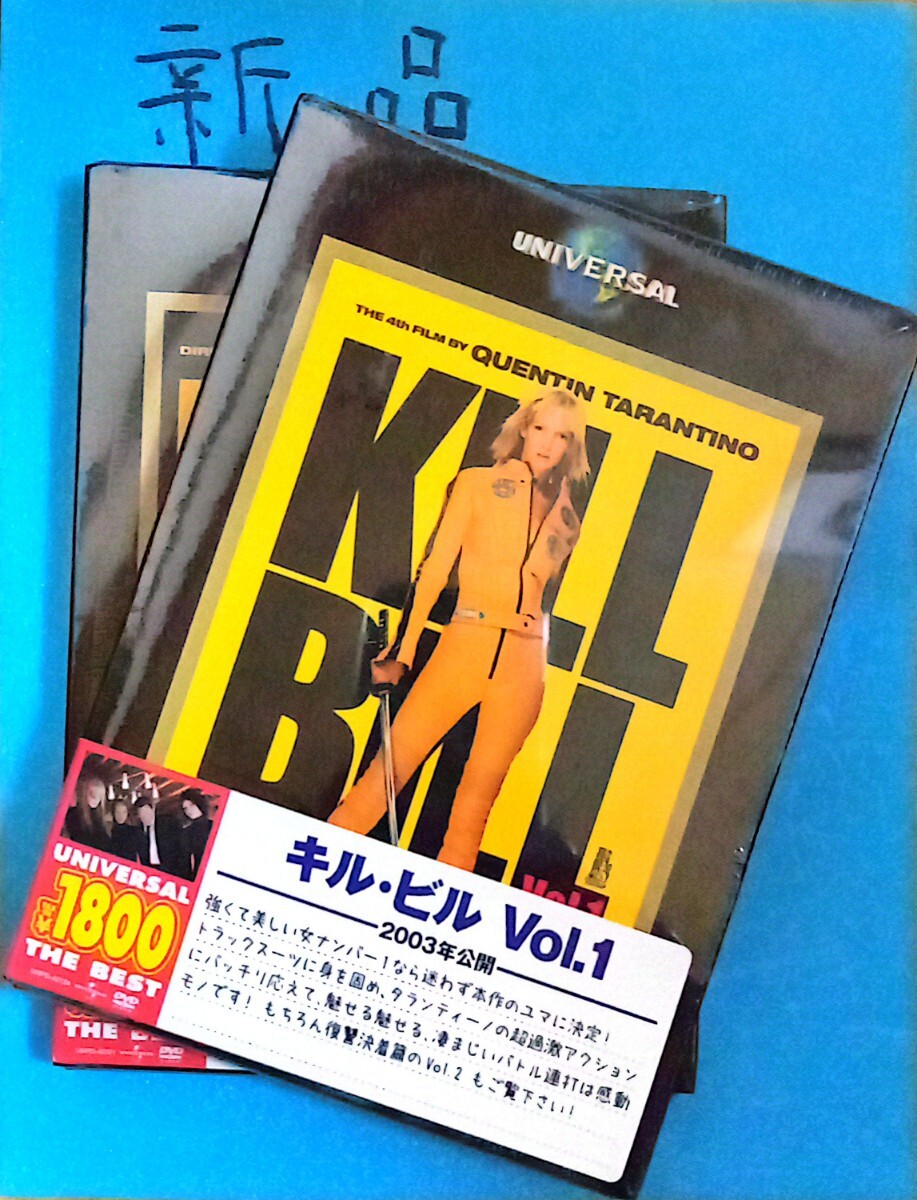 新品
UNIVERSAL
THE 4th FILM BY QUENTIN TARANTINO
KILL
BILL
Vol.1
キル・ビル Vol.1
2003年公開
強くて美しい女ナンバー1なら迷わず本作のユマに決定!
トラックスーツに身を固め、タランティーノの超過激アクション
にバッチリ応えて、魅せる魅せる、凄まじいバトル連打は感動
モノです! もちろん復讐決着篇のVol.2 もご覧下さい!
UNIVERSAL
¥1800
THE BEST
DVD
DIR
THE BE
DVD